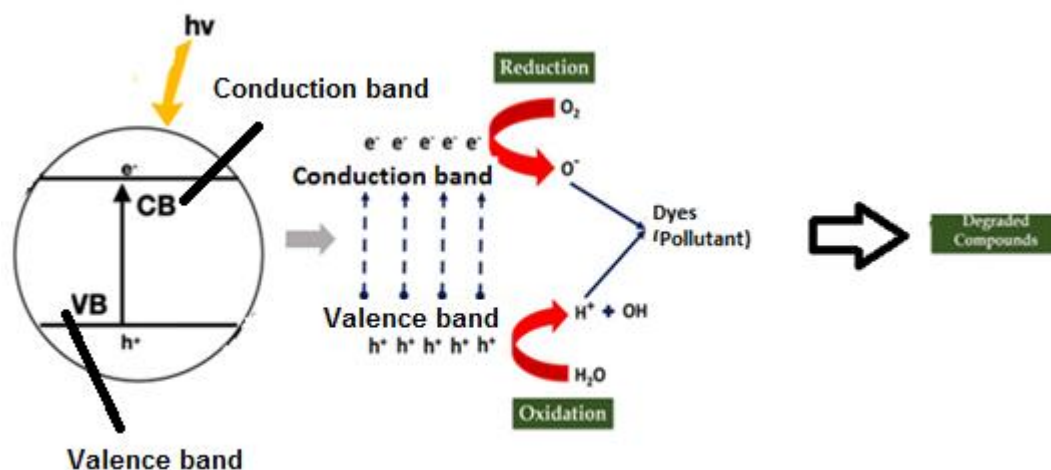 hv
Conduction band
e-
CB
VB
h+
Valence band
e- e- e- e- e-
Conduction band
Valence band
h+ h+ h+ h+ h+
Reduction
O2
O-
Dyes
(Pollutant)
H+ + OH
H2O
Oxidation
Degraded
Compounds